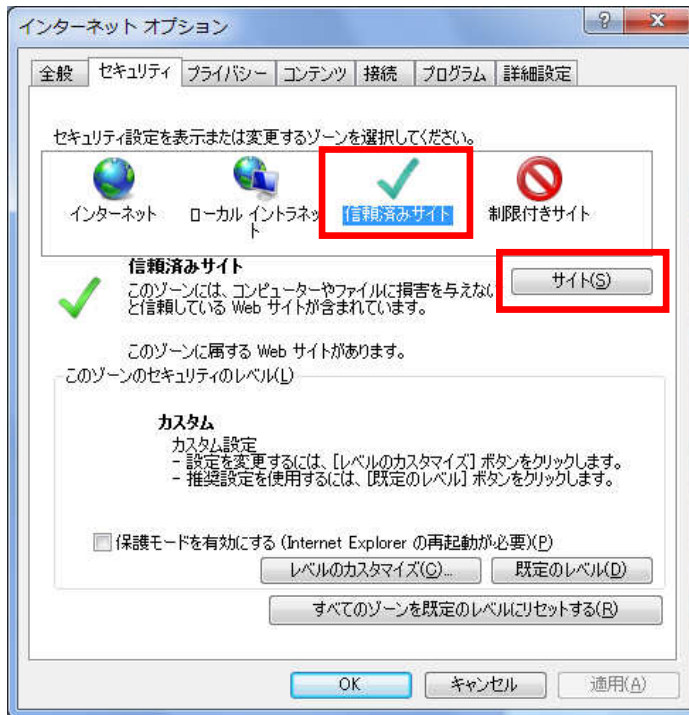 インターネット オプション
全般 セキュリティ プライバシー コンテンツ 接続 プログラム 詳細設定
セキュリティ設定を表示または変更するゾーンを選択してください。
インターネット
ローカル イントラネッ
ト
信頼済みサイト
制限付きサイト
信頼済みサイト
サイト(S)
このゾーンには、コンピューターやファイルに損害を与えない
と信頼している Web サイトが含まれています。
このゾーンに属する Web サイトがあります。
このゾーンのセキュリティのレベル(L)
カスタム
カスタム設定
- 設定を変更するには、[レベルのカスタマイズ] ボタンをクリックします。
- 推奨設定を使用するには、[既定のレベル] ボタンをクリックします。
保護モードを有効にする (Internet Explorer の再起動が必要)(P)
レベルのカスタマイズ(C)... 既定のレベル(D)
すべてのゾーンを既定のレベルにリセットする(R)
OK キャンセル 適用(A)